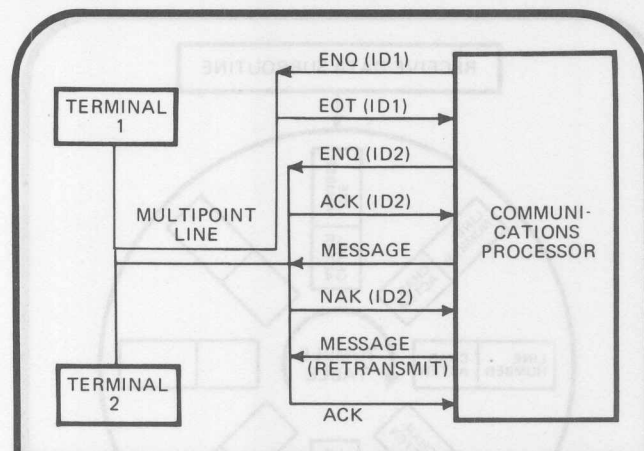 ENQ (ID1)
TERMINAL
1
EOT (ID1)
ENQ (ID2)
ACK (ID2)
MULTIPOINT
LINE
COMMUNI-
CATIONS
PROCESSOR
MESSAGE
NAK (ID2)
MESSAGE
(RETRANSMIT)
TERMINAL
2
ACK